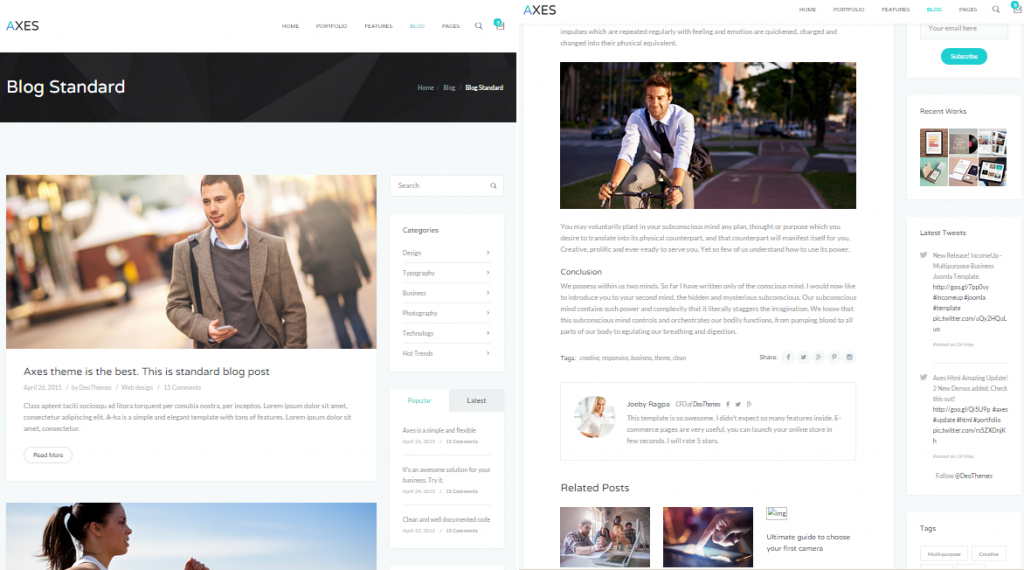 AXES
HOME PORTFOLIO FEATURES BLOG PAGES
Blog Standard
Home / Blog / Blog Standard
Axes theme is the best. This is standard blog post
April 26, 2015 / by DeoThemes / Web design / 15 Comments
Class aptent taciti sociosqu ad litora torquent per conubia nostra, per inceptos. Lorem ipsum dolor sit amet,
consectetur adipiscing elit. A-ha is a simple and elegant template with tons of features. Lorem ipsum dolor sit
amet, consectetur.
Read More
Search
Categories
Design
Typography
Business
Photography
Technology
Hot Trends
Popular Latest
Axes is a simple and flexible
April 26, 2015 / 15 Comments
It's an awesome solution for your
business. Try it.
April 24, 2015 / 15 Comments
Clean and well documented code
April 23, 2015 / 15 Comments
AXES
HOME PORTFOLIO FEATURES BLOG PAGES
impulses which are repeated regularly with feeling and emotion are quickened, charged and
changed into their physical equivalent.
You may voluntarily plant in your subconscious mind any plan, thought or purpose which you
desire to translate into its physical counterpart, and that counterpart will manifest itself for you.
Creative, prolific and ever-ready to serve you. Yet so few of us understand how to use its power.
Conclusion
We possess within us two minds. So far I have written only of the conscious mind. I would now like
to introduce you to your second mind, the hidden and mysterious subconscious. Our subconscious
mind contains such power and complexity that it literally staggers the imagination. We know that
this subconscious mind controls and orchestrates our bodily functions, from pumping blood to all
parts of our body to egulating our breathing and digestion.
Tags: creative, responsive, business, theme, clean
Share:
Joeby Ragpa CFO of DeoThemes
This template is so awesome. I didn't expect so many features inside. E-
commerce pages are very useful, you can launch your online store in
few seconds. I will rate 5 stars.
Related Posts
img
Ultimate guide to choose
your first camera
Your email here
Subscribe
Recent Works
Latest Tweets
New Release! IncomeUp -
Multipurpose Business
Joomla Template.
http://goo.gl/7pp0vy
#incomeup #joomla
#template
pic.twitter.com/uQy2HQuL
uo
Posted on 26 May
Axes Html Amazing Update!
2 New Demos added. Check
this out!
http://goo.gl/Qi5U9p #axes
#update #html #portfolio
pic.twitter.com/rs5ZXDnjK
h
Posted on 19 May
Follow @DeoThemes
Tags
Multi-purpose Creative